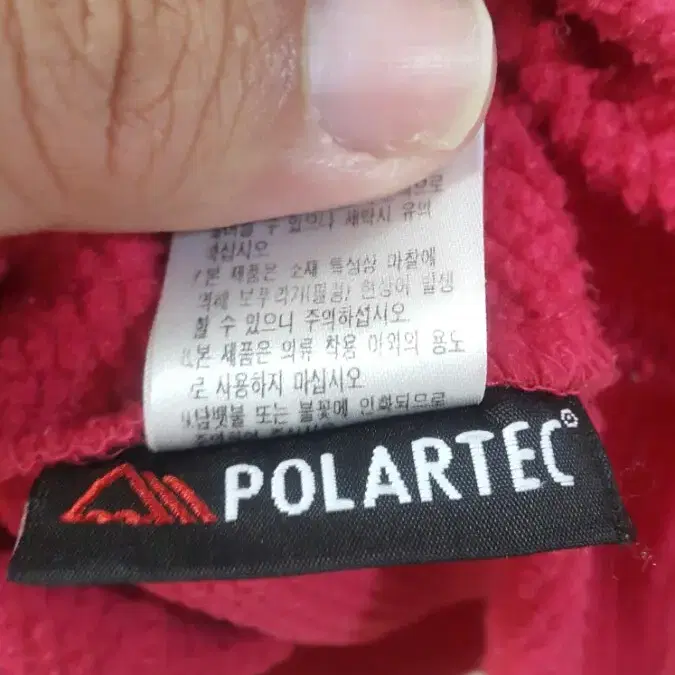 수 있으니 세탁시 유의
하십시오
7.본 제품은 소재 특성상 마찰에
의해 보푸라기(필링) 현상이 발생
할 수 있으니 주의하십시오
8.본 제품은 의류 착용 이외의 용도
로 사용하지 마십시오
9.담뱃불 또는 불꽃에 인화되므로
POLARTEC®